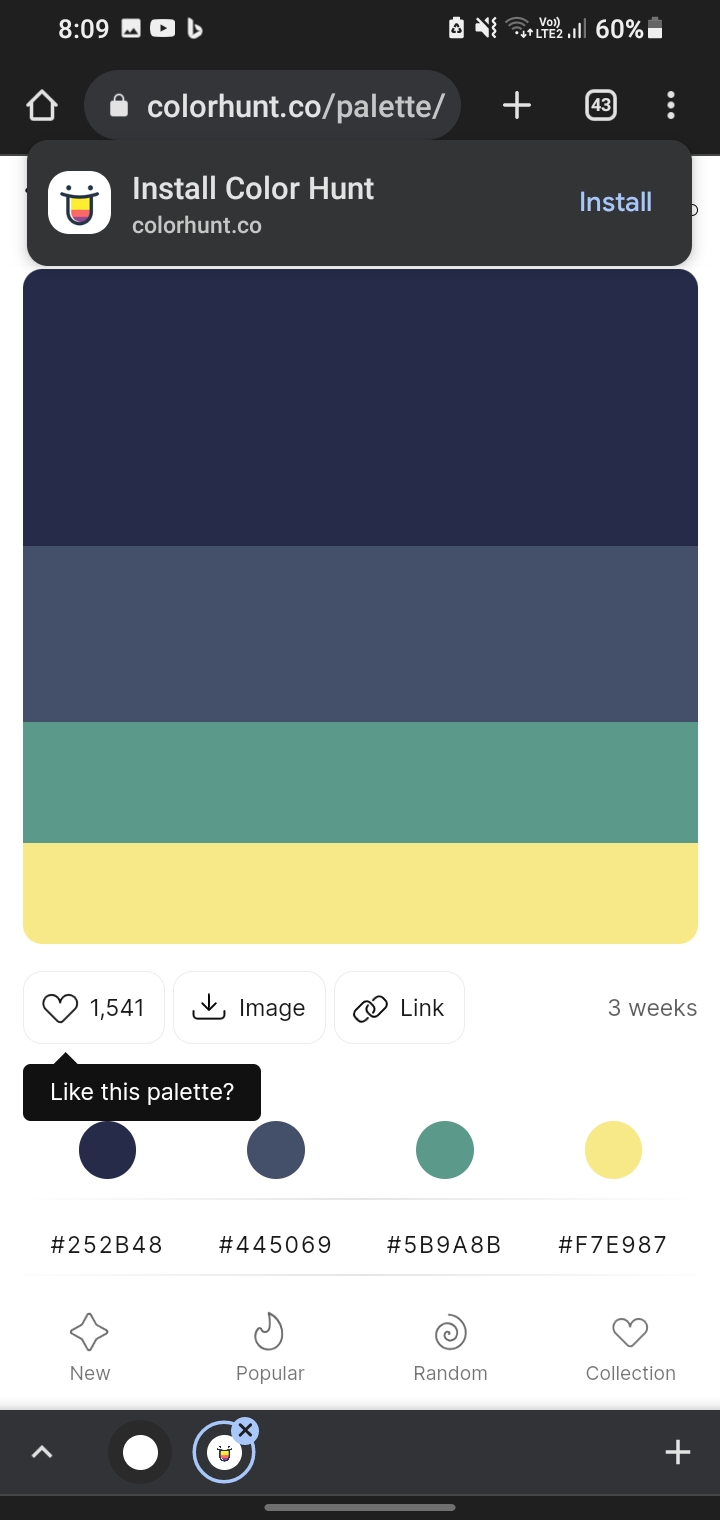 8:09
Vo))
LTE2
60%
colorhunt.co/palette/
43
Install Color Hunt
colorhunt.co
Install
1,541
Image
Link
3 weeks
Like this palette?
#252B48
#445069
#5B9A8B
#F7E987
New
Popular
Random
Collection